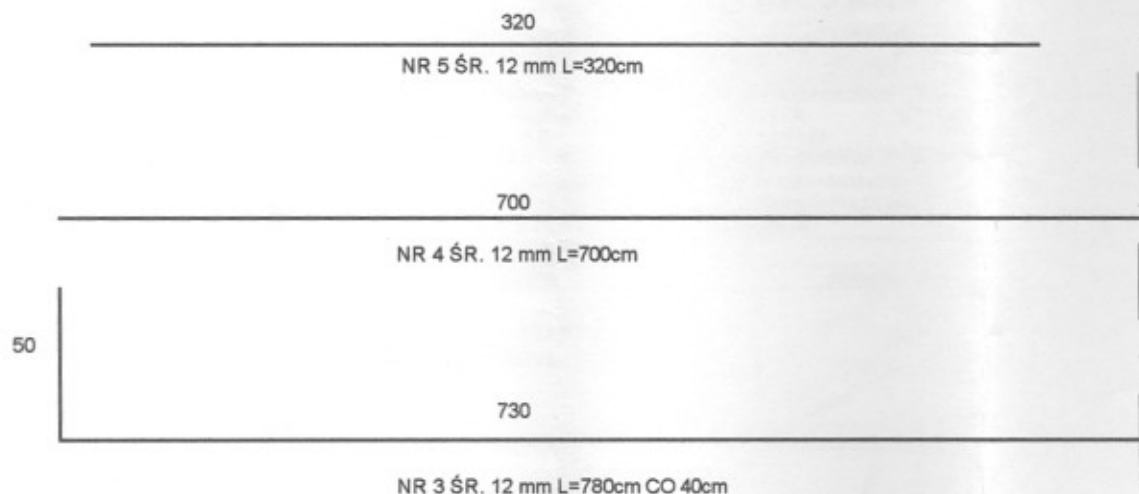 320
NR 5 ŚR. 12 mm L=320cm
700
NR 4 ŚR. 12 mm L=700cm
50
730
NR 3 ŚR. 12 mm L=780cm CO 40cm